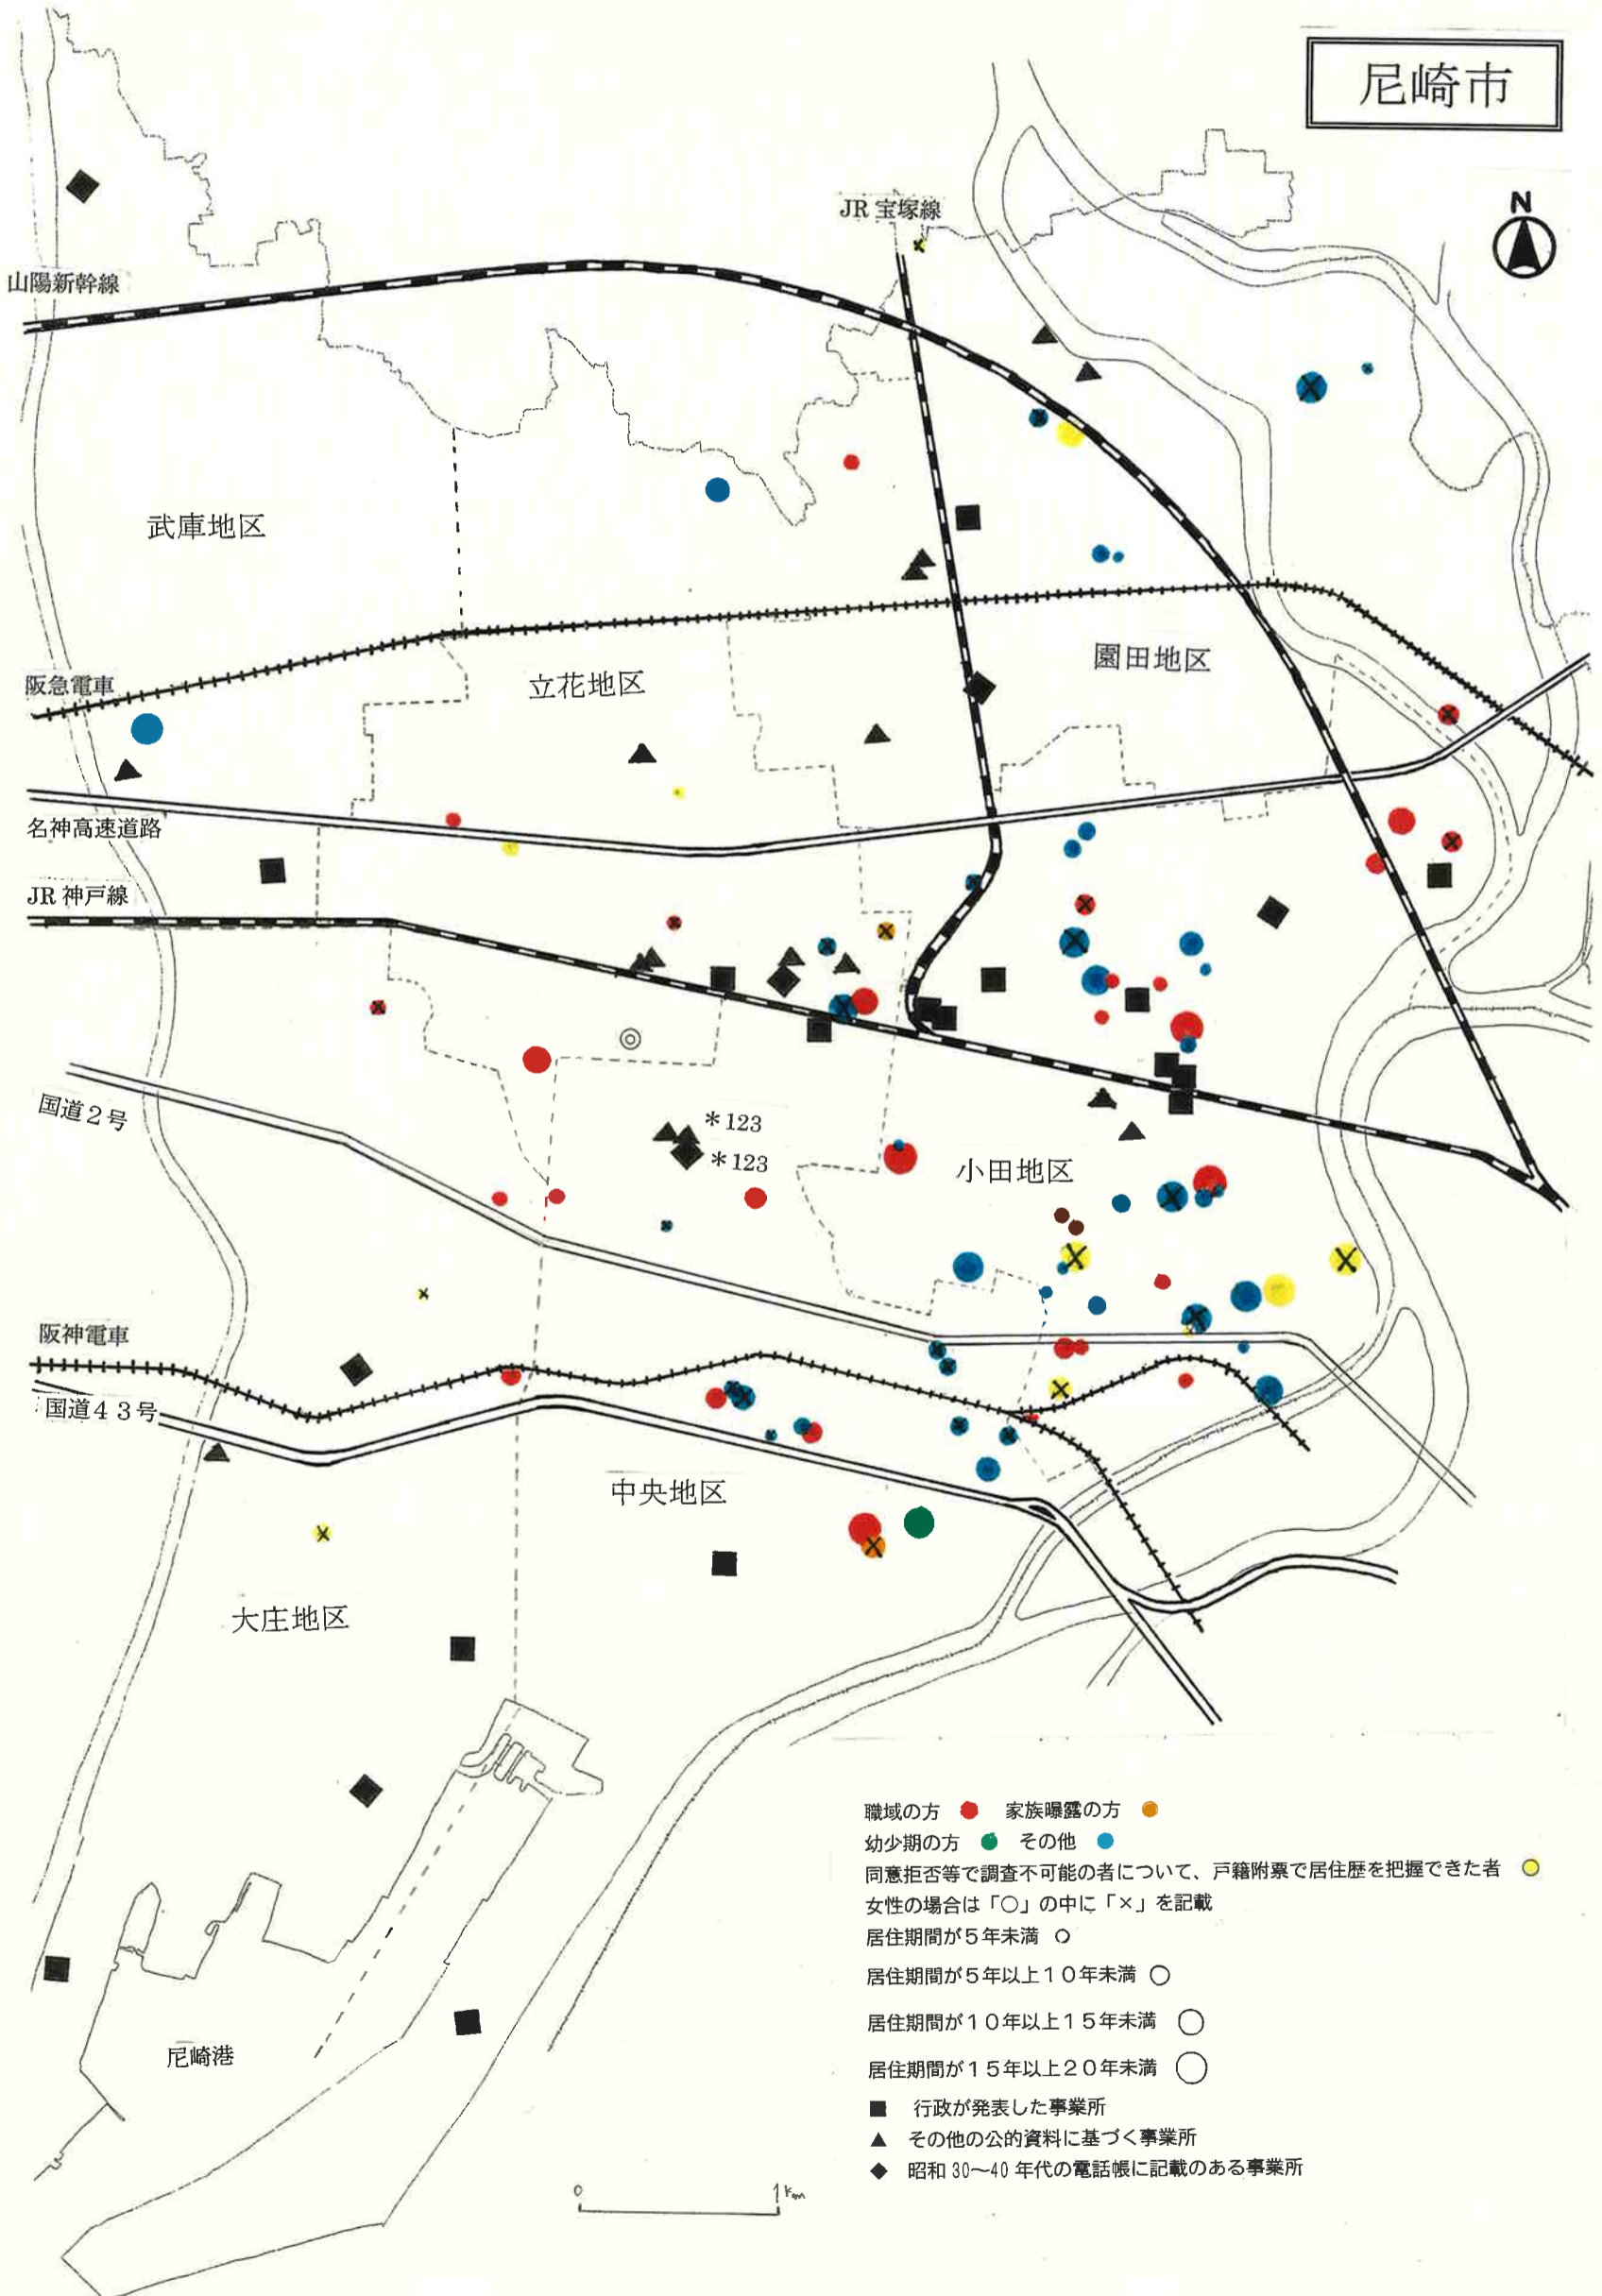 尼崎市
N
JR 宝塚線
山陽新幹線
武庫地区
園田地区
立花地区
阪急電車
名神高速道路
JR 神戸線
国道2号
＊123
＊123
小田地区
阪神電車
国道43号
中央地区
大庄地区
尼崎港
職域の方 家族曝露の方
幼少期の方 その他
同意拒否等で調査不可能の者について、戸籍附票で居住歴を把握できた者
女性の場合は「○」の中に「×」を記載
居住期間が5年未満
居住期間が5年以上10年未満
居住期間が10年以上15年未満
居住期間が15年以上20年未満
■ 行政が発表した事業所
▲ その他の公的資料に基づく事業所
◆ 昭和 30～40 年代の電話帳に記載のある事業所
0 1km